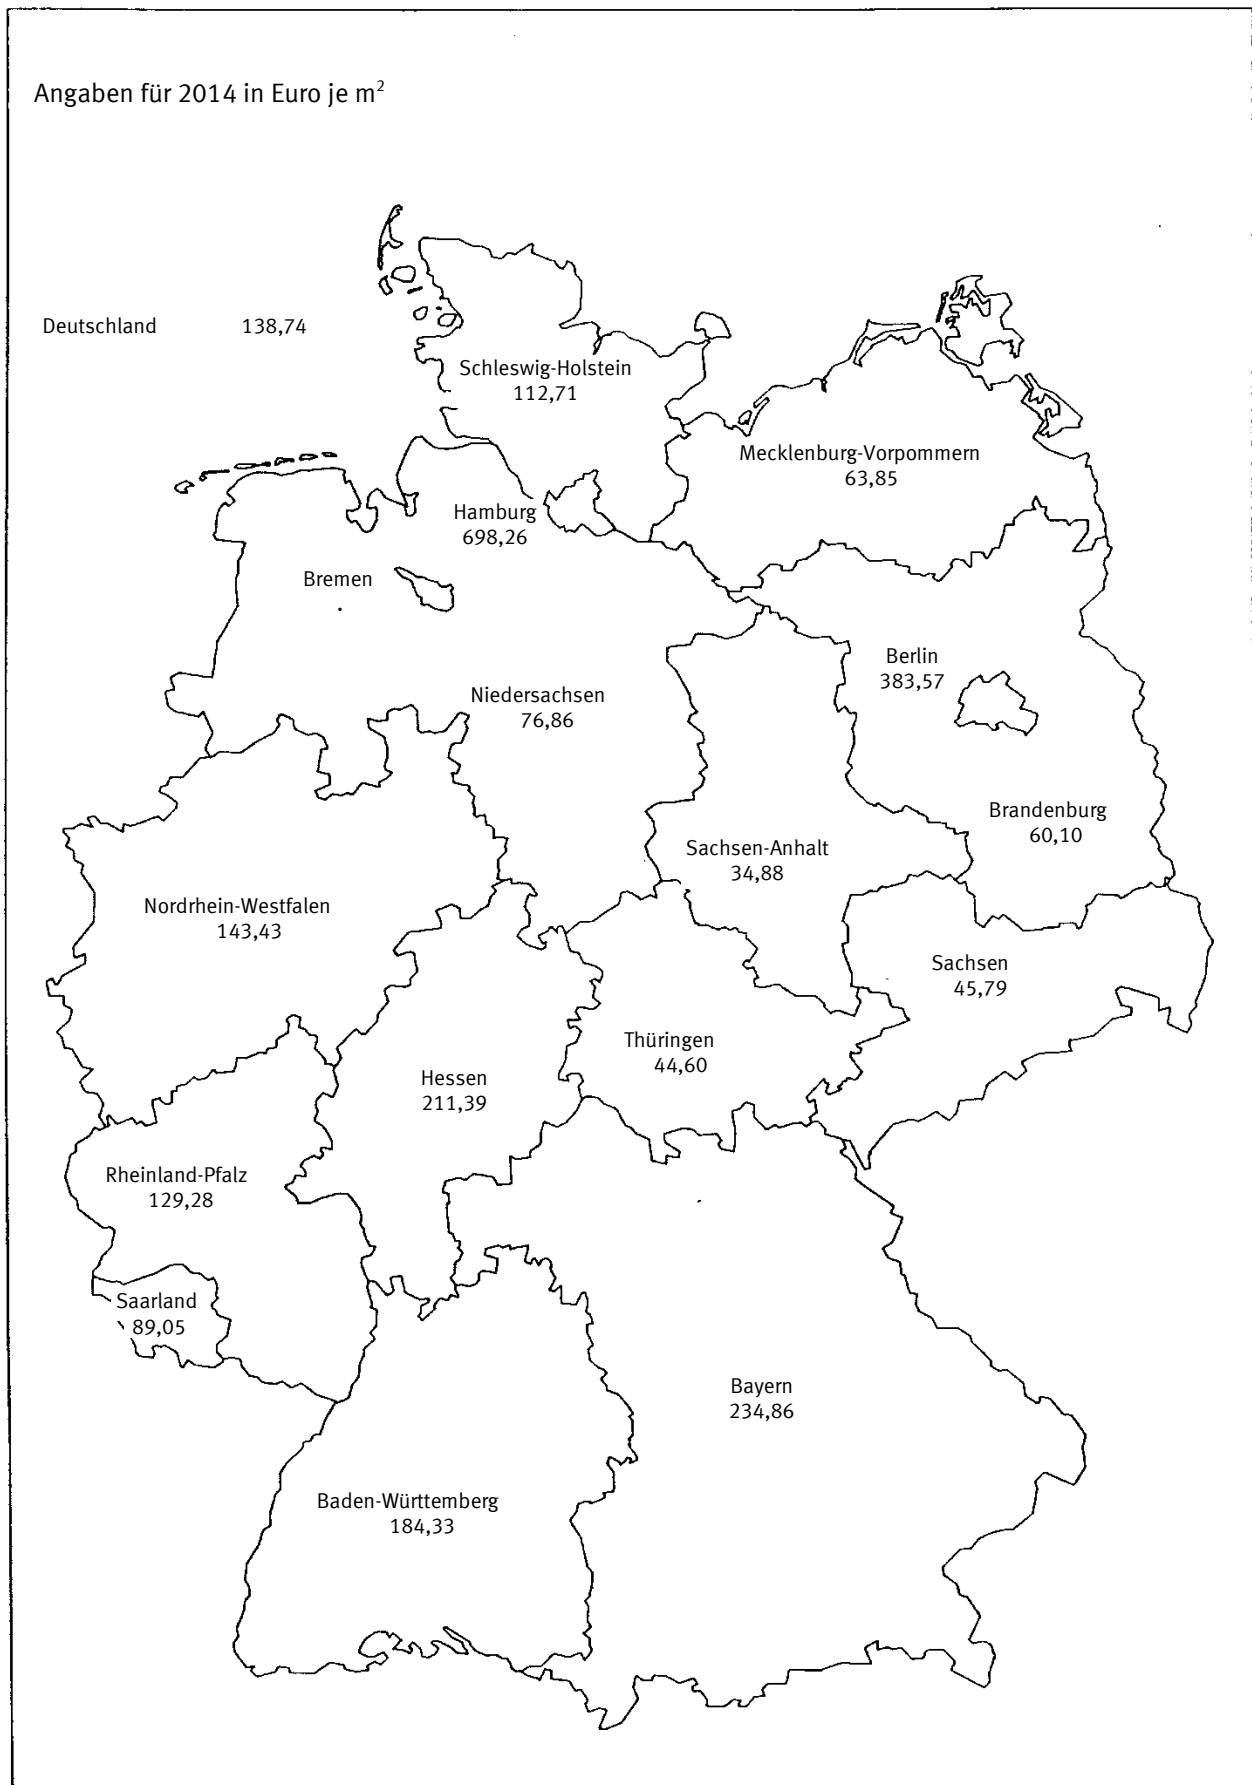 Angaben für 2014 in Euro je m²
Deutschland 138,74
Schleswig-Holstein
112,71
Mecklenburg-Vorpommern
63,85
Hamburg
698,26
Bremen
Berlin
383,57
Niedersachsen
76,86
Brandenburg
60,10
Sachsen-Anhalt
34,88
Nordrhein-Westfalen
143,43
Sachsen
45,79
Thüringen
44,60
Hessen
211,39
Rheinland-Pfalz
129,28
Saarland
89,05
Bayern
234,86
Baden-Württemberg
184,33